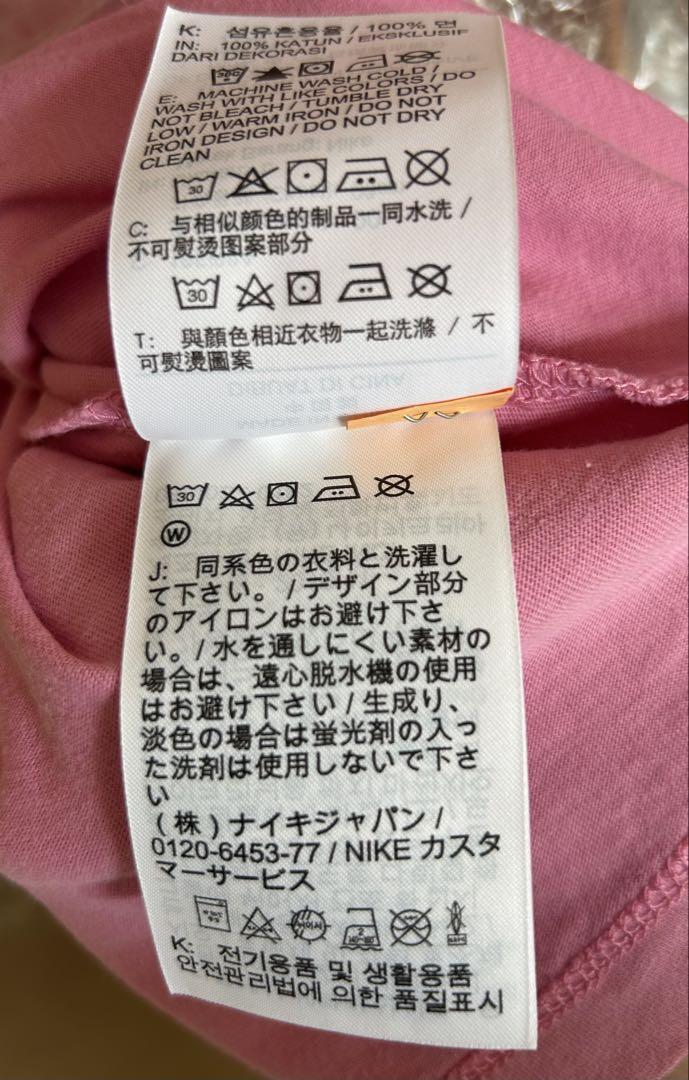 K: 섬유혼용율 / 100% 면
IN: 100% KATUN / EKSKLUSIF
DARI DEKORASI
E: MACHINE WASH COLD /
WASH WITH LIKE COLORS / DO
NOT BLEACH / TUMBLE DRY
LOW / WARM IRON / DO NOT
IRON DESIGN / DO NOT DRY
CLEAN
30
C: 与相似颜色的制品一同水洗 /
不可熨烫图案部分
30
T: 與顏色相近衣物一起洗滌 / 不
可熨燙圖案
30
W
J: 同系色の衣料と洗濯し
て下さい。/ デザイン部分
のアイロンはお避け下さ
い。/ 水を通しにくい素材の
場合は、遠心脱水機の使用
はお避け下さい / 生成り、
淡色の場合は蛍光剤の入っ
た洗剤は使用しないで下さ
い
(株) ナイキジャパン /
0120-6453-77 / NIKE カスタ
マーサービス
K: 전기용품 및 생활용품
안전관리법에 의한 품질표시